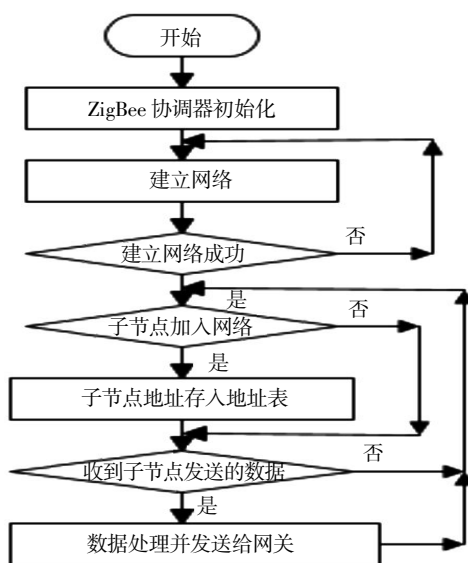 开始
ZigBee 协调器初始化
建立网络
建立网络成功
否
是
子节点加入网络
否
是
子节点地址存入地址表
收到子节点发送的数据
否
是
数据处理并发送给网关